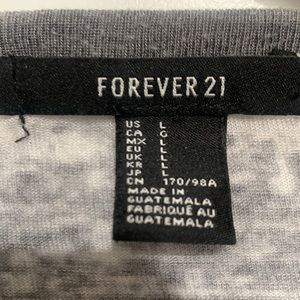 FOREVER 21
US L
CA G
MX L
EU L
UK L
KR L
JP L
CN 170/98A
MADE IN
GUATEMALA
FABRIQUÉ AU
GUATEMALA